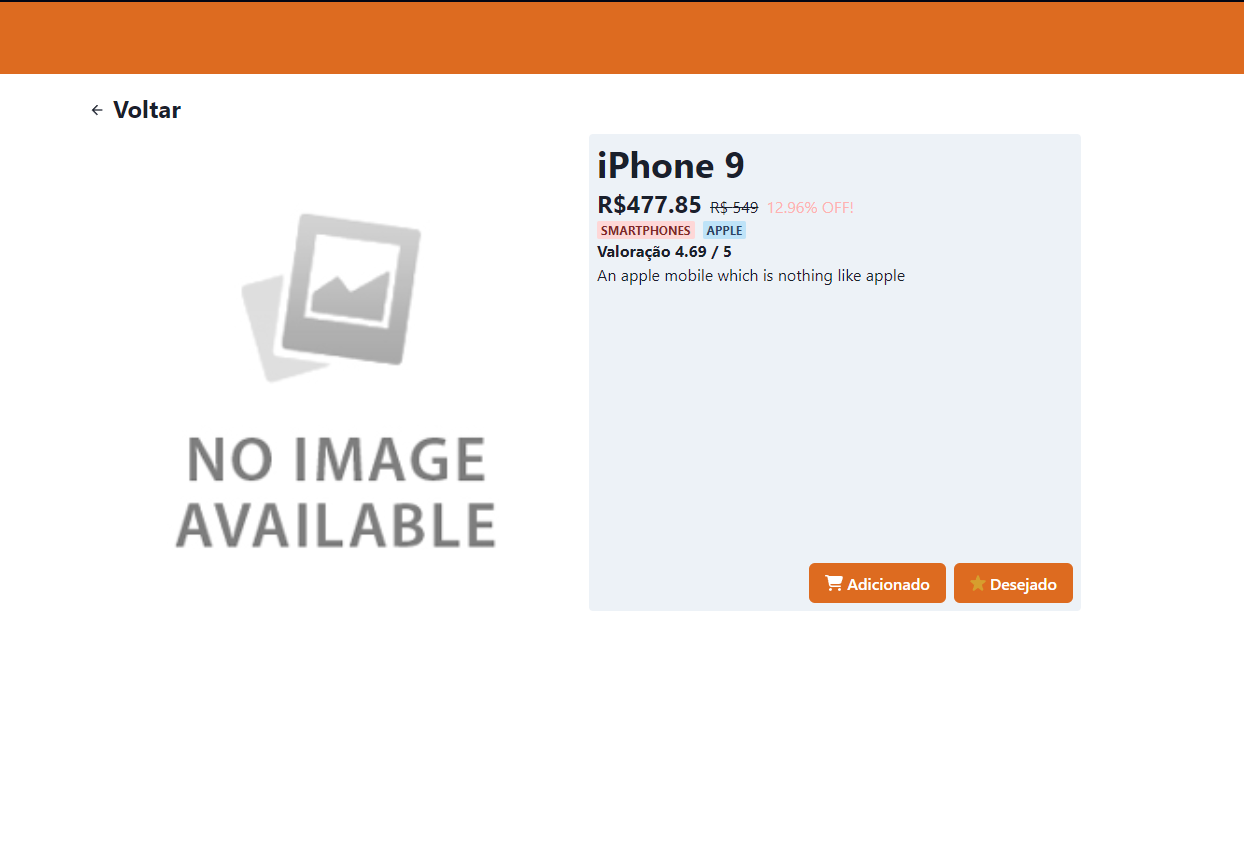 Voltar
NO IMAGE
AVAILABLE
iPhone 9
R$477.85 R$ 549 12.96% OFF!
SMARTPHONES APPLE
Valoração 4.69 / 5
An apple mobile which is nothing like apple
Adicionado Desejado